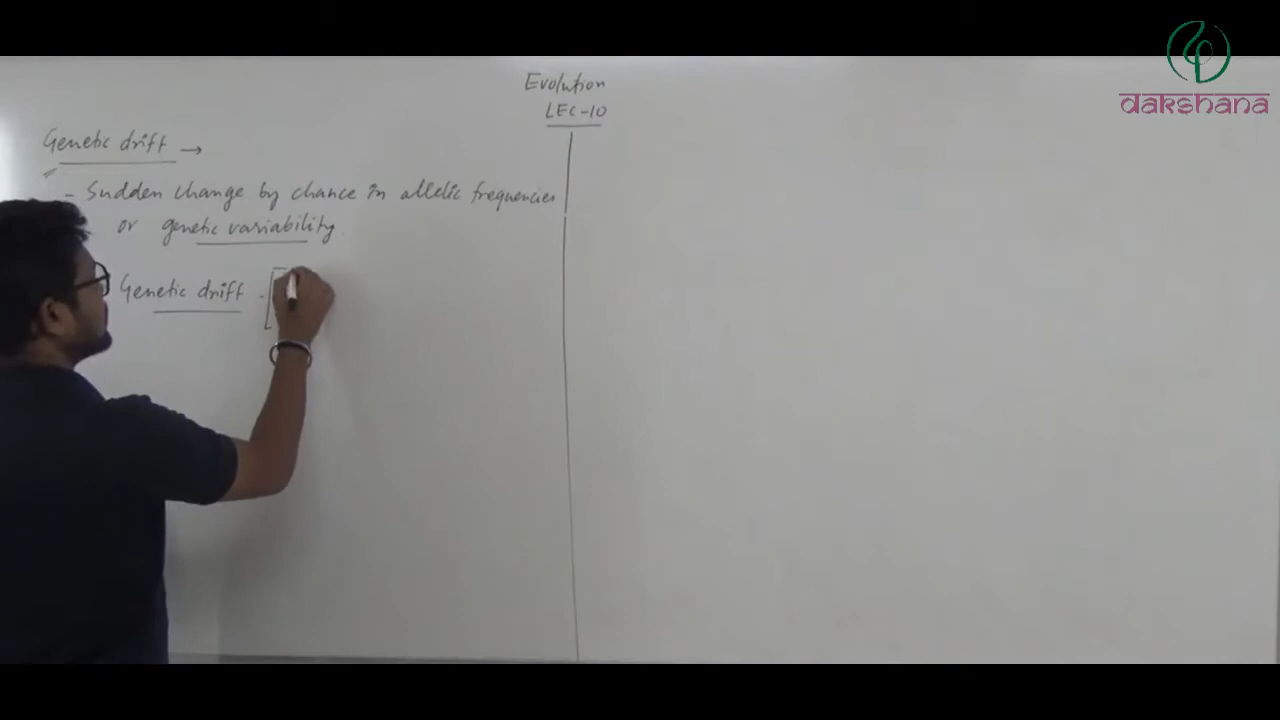 Evolution
LEC-10
Genetic drift →
- Sudden change by chance in allelic frequencies
or genetic variability.
Genetic drift - [
dakshana